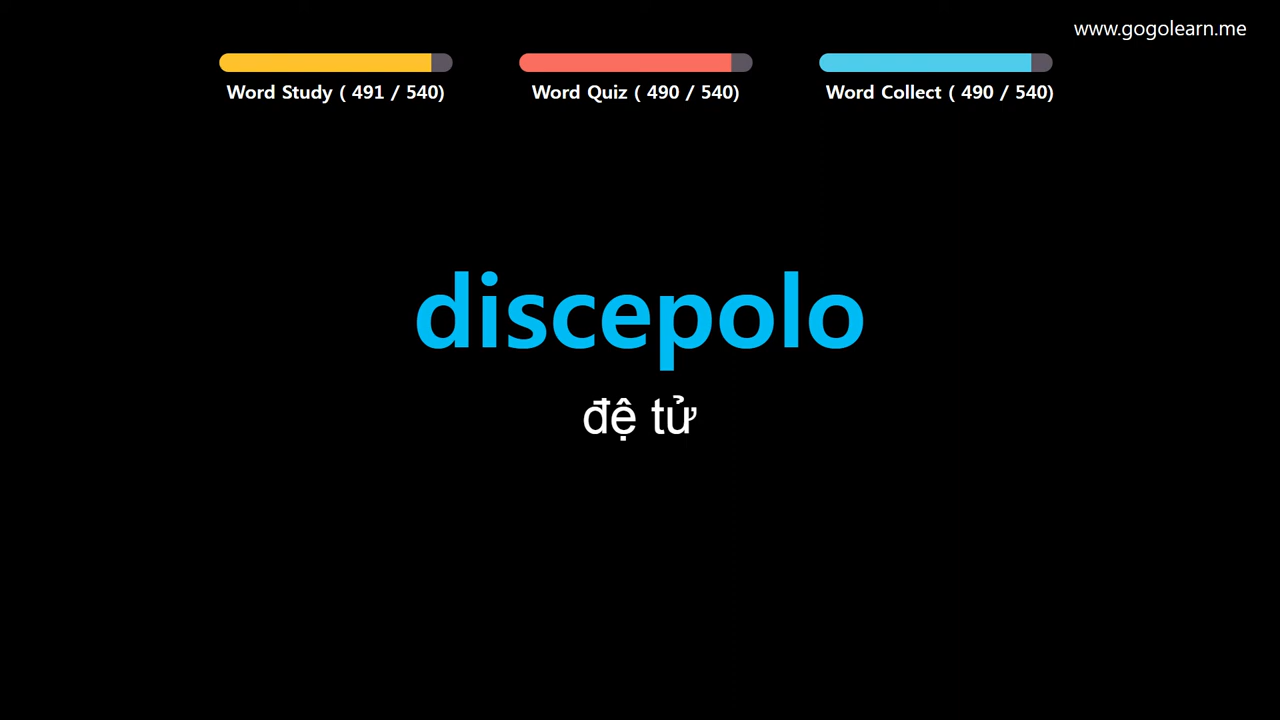 www.gogolearn.me
Word Study ( 491 / 540)
Word Quiz ( 490 / 540)
Word Collect ( 490 / 540)
discepolo
đệ tử